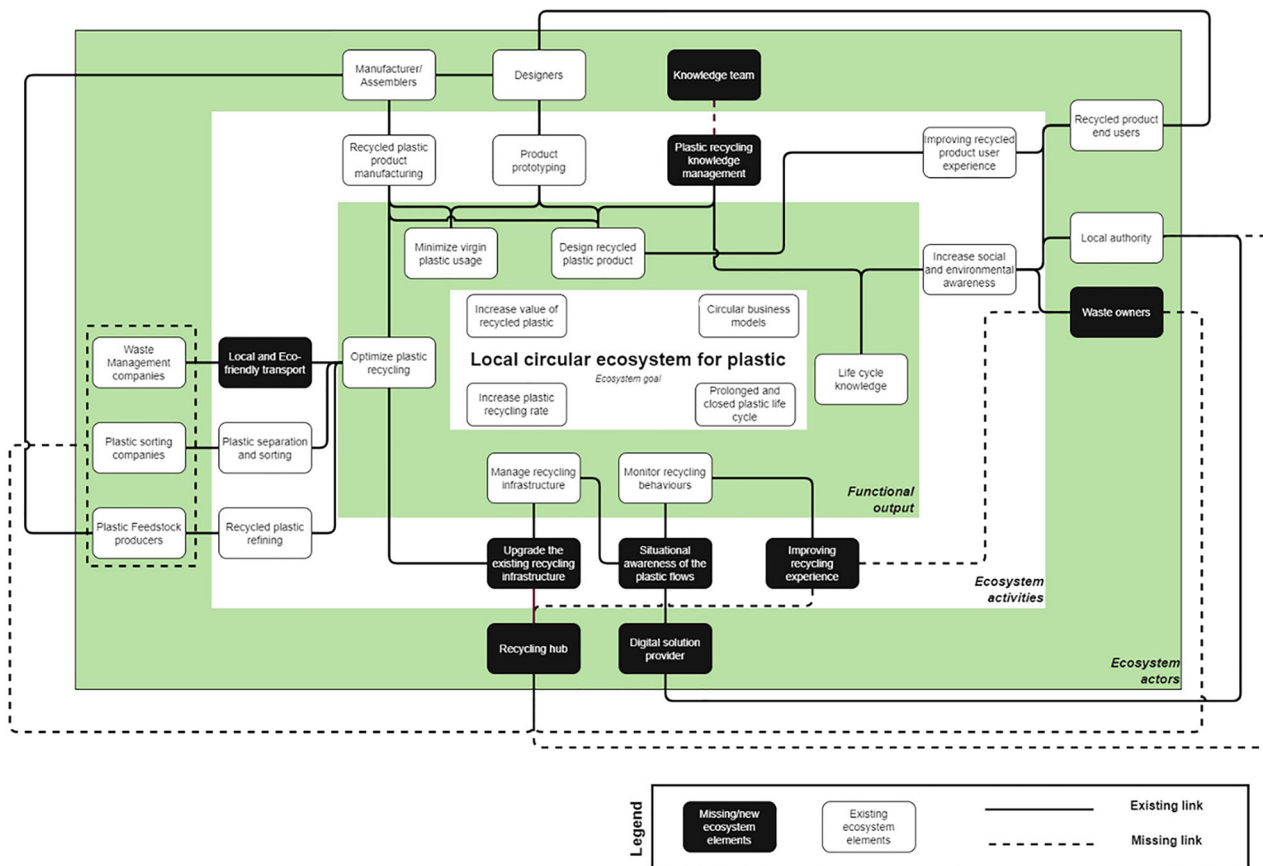 Manufacturer/
Assemblers
Designers
Knowledge team
Recycled product
end users
Recycled plastic
product
manufacturing
Product
prototyping
Plastic recycling
knowledge
management
Improving recycled
product user
experience
Minimize virgin
plastic usage
Design recycled
plastic product
Increase social
and environmental
awareness
Local authority
Waste owners
Increase value of
recycled plastic
Circular business
models
Local circular ecosystem for plastic
Ecosystem goal
Increase plastic
recycling rate
Prolonged and
closed plastic life
cycle
Waste
Management
companies
Local and Eco-
friendly transport
Optimize plastic
recycling
Life cycle
knowledge
Plastic sorting
companies
Plastic separation
and sorting
Manage recycling
infrastructure
Monitor recycling
behaviours
Functional
output
Plastic Feedstock
producers
Recycled plastic
refining
Upgrade the
existing recycling
infrastructure
Situational
awareness of the
plastic flows
Improving
recycling
experience
Ecosystem
activities
Recycling hub
Digital solution
provider
Ecosystem
actors
Legend
Missing/new
ecosystem
elements
Existing
ecosystem
elements
Existing link
Missing link